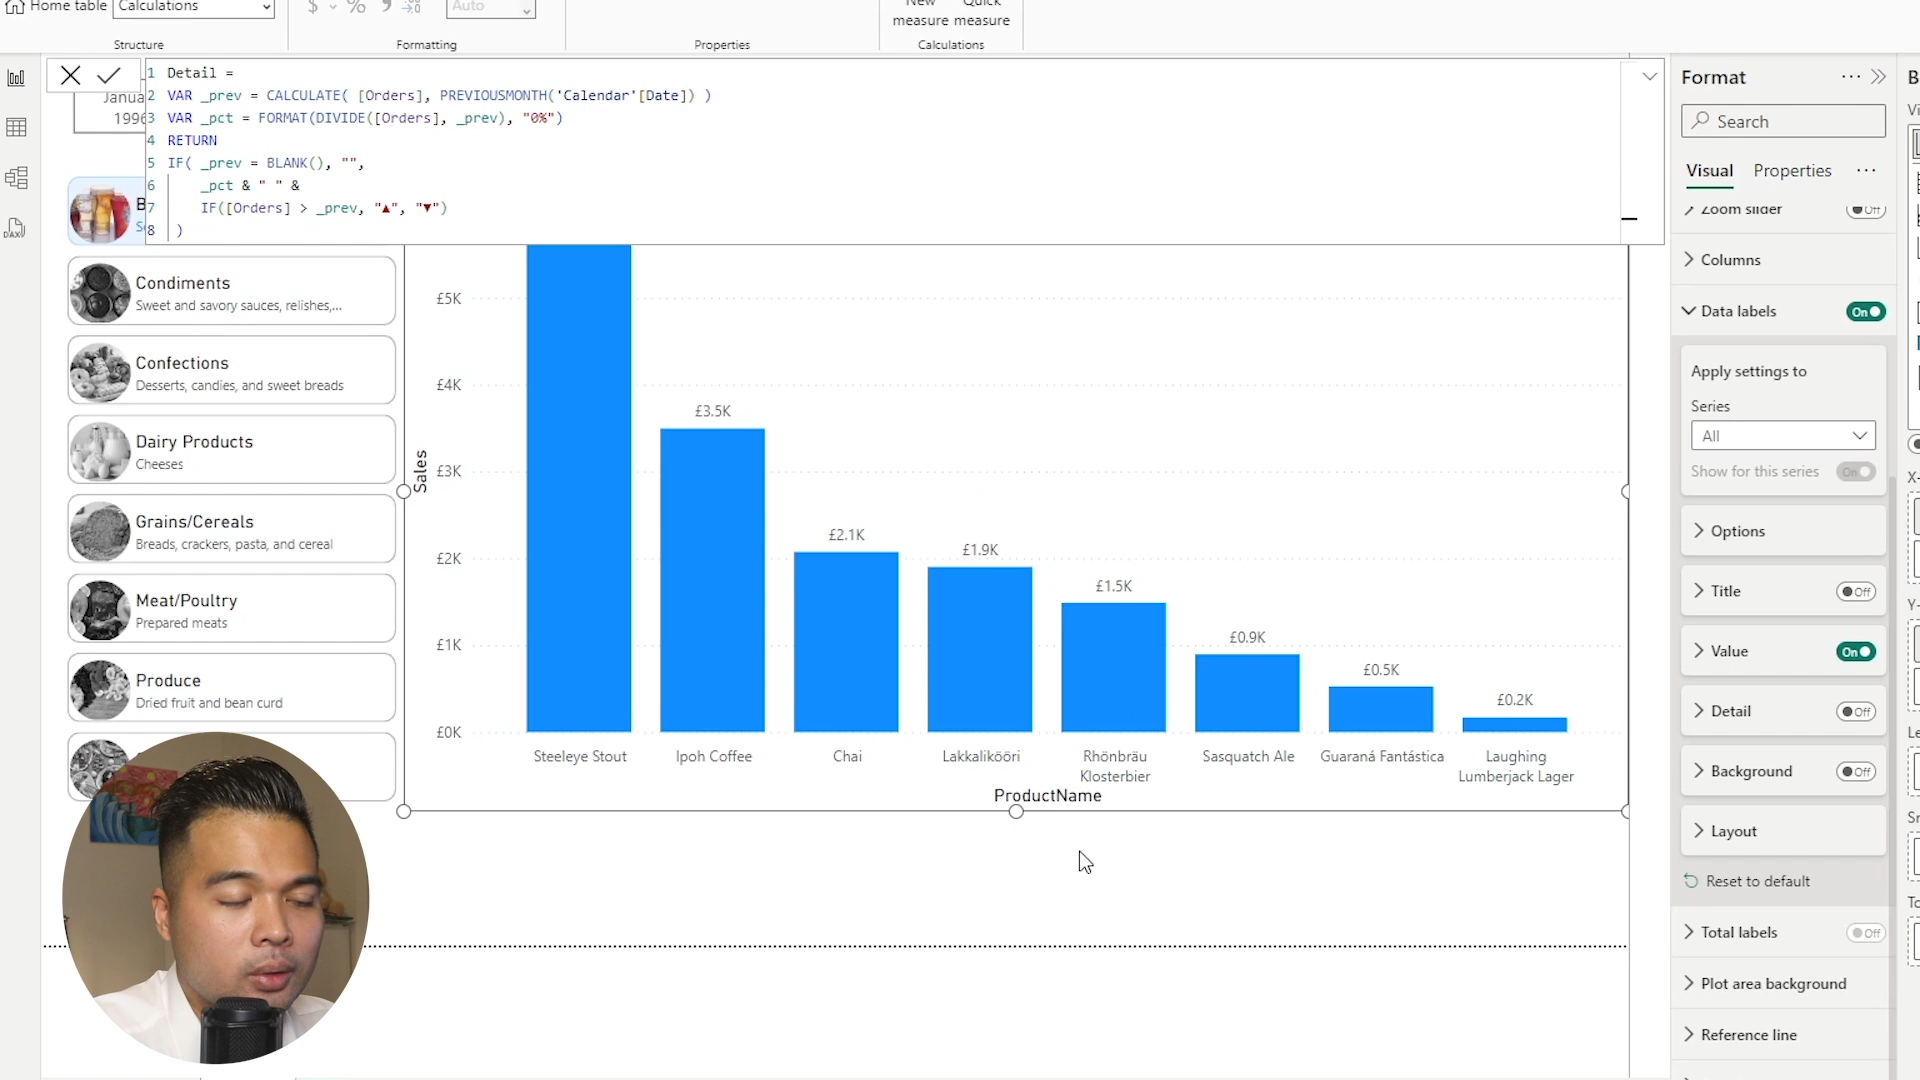 Home table
Calculations
$
%
Auto
New
measure
Quick
measure
Structure
Formatting
Properties
Calculations
1 Detail =
2 VAR _prev = CALCULATE( [Orders], PREVIOUSMONTH('Calendar'[Date]) )
3 VAR _pct = FORMAT(DIVIDE([Orders], _prev), "0%")
4 RETURN
5 IF( _prev = BLANK(), "",
6 _pct & " " &
7 IF([Orders] > _prev, "▲", "▼")
8 )
Janua
1996
B
S
Condiments
Sweet and savory sauces, relishes,...
Confections
Desserts, candies, and sweet breads
Dairy Products
Cheeses
Grains/Cereals
Breads, crackers, pasta, and cereal
Meat/Poultry
Prepared meats
Produce
Dried fruit and bean curd
Sales
£5K
£4K
£3K
£2K
£1K
£0K
£3.5K
£2.1K
£1.9K
£1.5K
£0.9K
£0.5K
£0.2K
Steeleye Stout
Ipoh Coffee
Chai
Lakkalikööri
Rhönbräu
Klosterbier
Sasquatch Ale
Guaraná Fantástica
Laughing
Lumberjack Lager
ProductName
Format
Search
Visual
Properties
Zoom slider
Off
Columns
Data labels
On
Apply settings to
Series
All
Show for this series
On
Options
Title
Off
Value
On
Detail
Off
Background
Off
Layout
Reset to default
Total labels
Off
Plot area background
Reference line
B
Vi
X-
Y-
Le
Sr
To